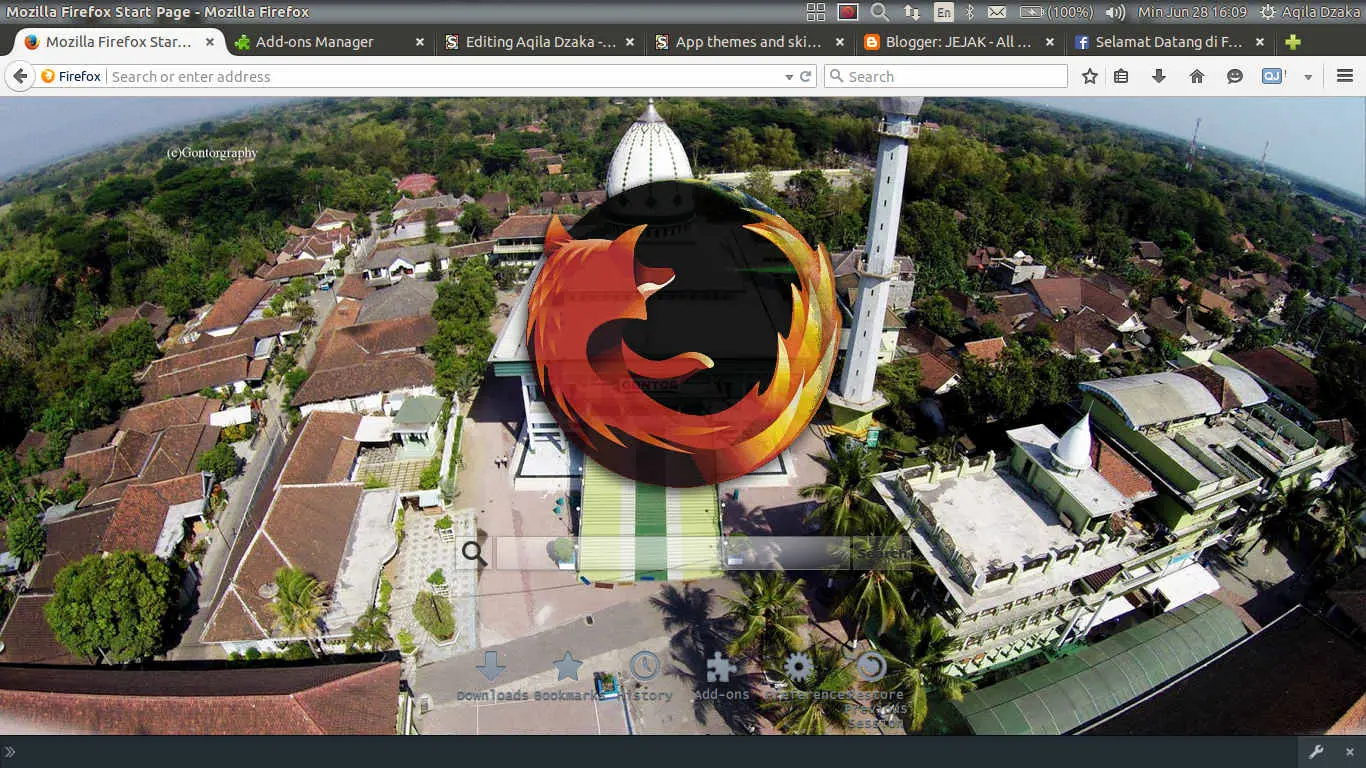 Mozilla Firefox Start Page - Mozilla Firefox
En
(100%)
Min Jun 28 16:09
Aqila Dzaka
Mozilla Firefox Star...
Add-ons Manager
Editing Aqila Dzaka -...
App themes and ski...
Blogger: JEJAK - All ...
Selamat Datang di F...
Firefox
Search or enter address
Search
QJ
(c)Gontorgraphy
GONTOR
Search
Downloads
Bookmarks
History
Add-ons
Preferences
Restore
Previous
Session